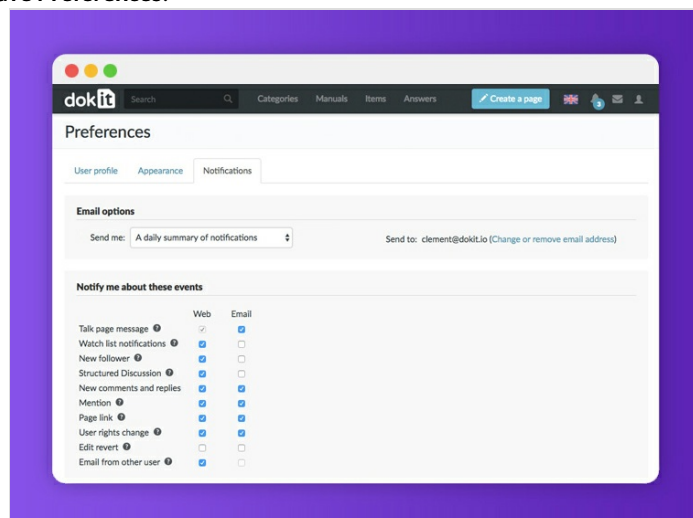 dokit
Search
Categories Manuals Items Answers
Create a page
3
Preferences
User profile Appearance Notifications
Email options
Send me: A daily summary of notifications
Send to: clement@dokit.io (Change or remove email address)
Notify me about these events
Web Email
Talk page message
Watch list notifications
New follower
Structured Discussion
New comments and replies
Mention
Page link
User rights change
Edit revert
Email from other user